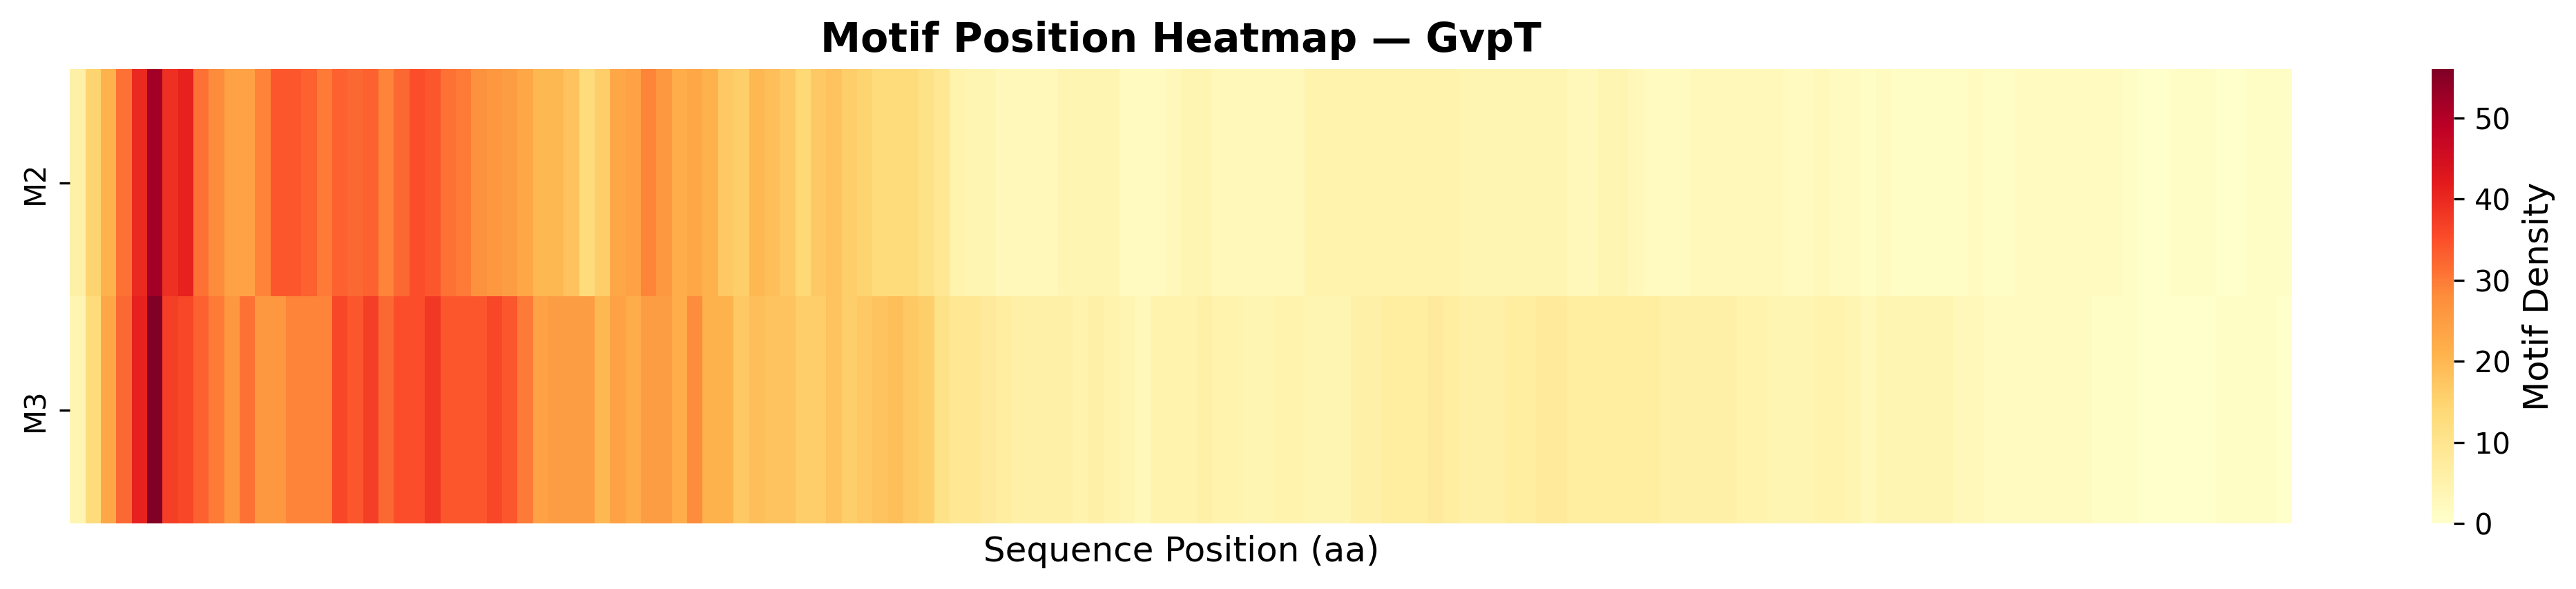 Motif Position Heatmap — GvpT
M2
M3
Sequence Position (aa)
50
40
30
20
10
0
Motif Density